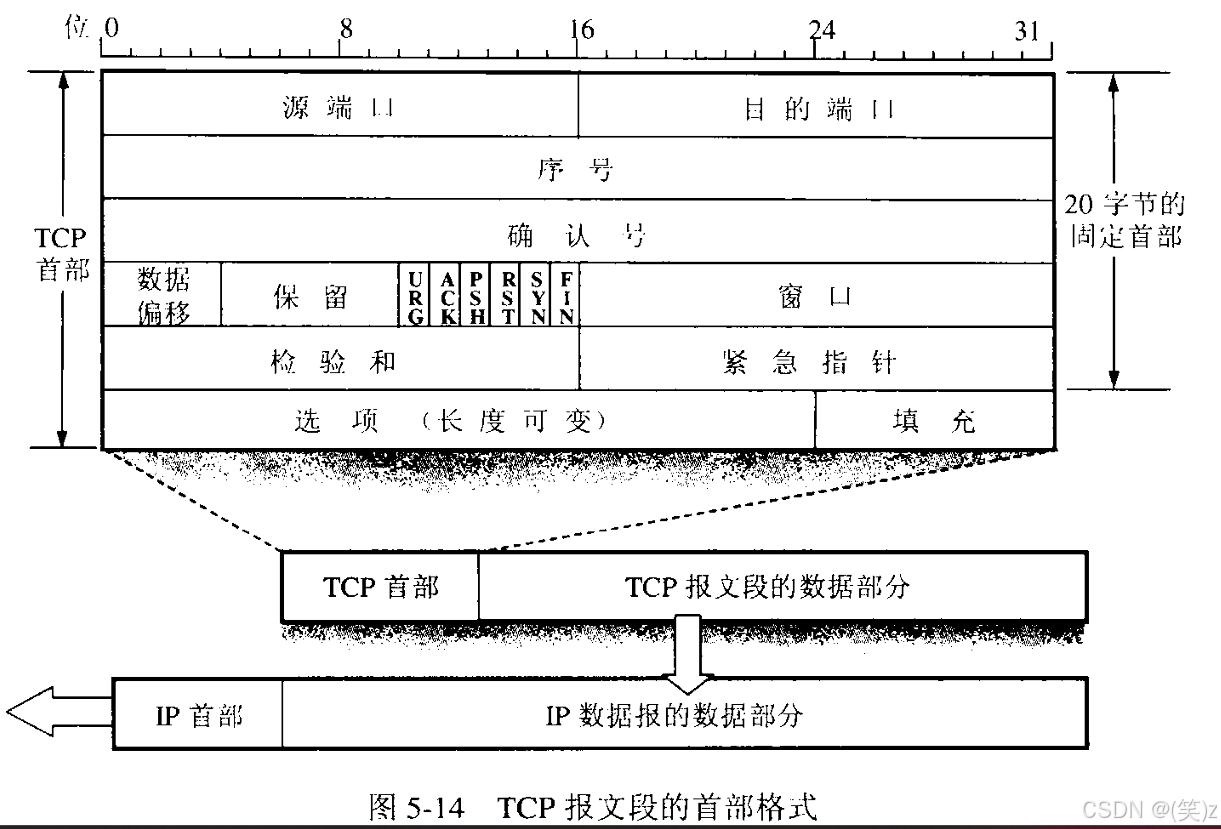 位 0 8 16 24 31
源端口 目的端口
序号
确认号
20 字节的
固定首部
TCP
首部
数据
偏移
保留
URG ACK PSH RST SYN FIN
窗口
检验和 紧急指针
选项（长度可变） 填充
TCP 首部 TCP 报文段的数据部分
IP 首部 IP 数据报的数据部分
图 5-14 TCP 报文段的首部格式
CSDN @(笑)z